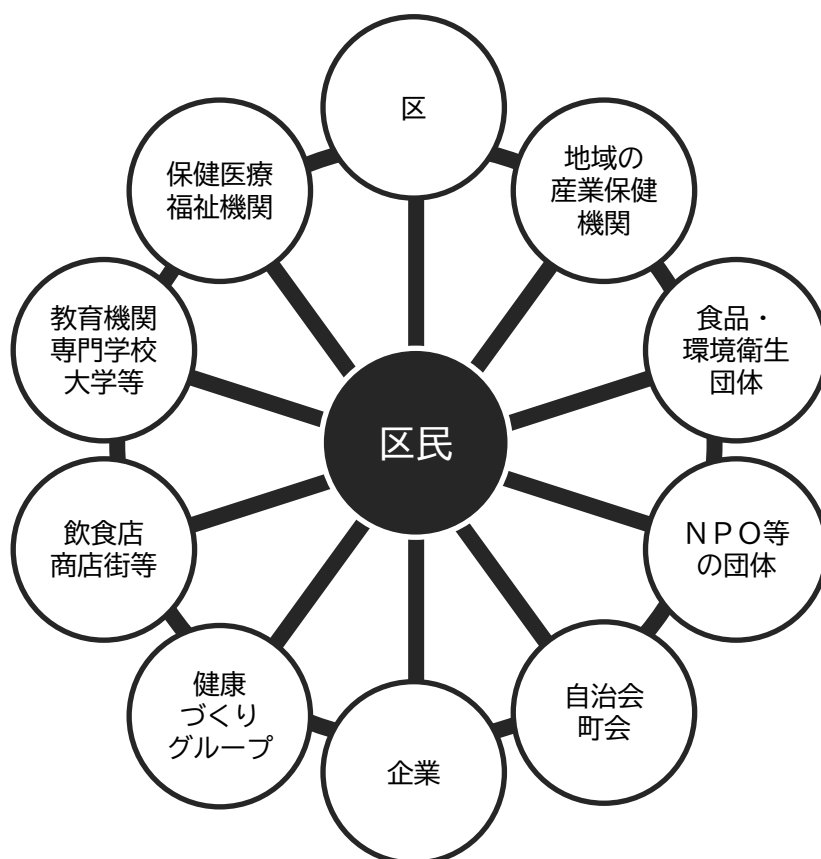 区
地域の
産業保健
機関
食品・
環境衛生
団体
ＮＰＯ等
の団体
自治会
町会
企業
健康
づくり
グループ
飲食店
商店街等
教育機関
専門学校
大学等
保健医療
福祉機関
区民